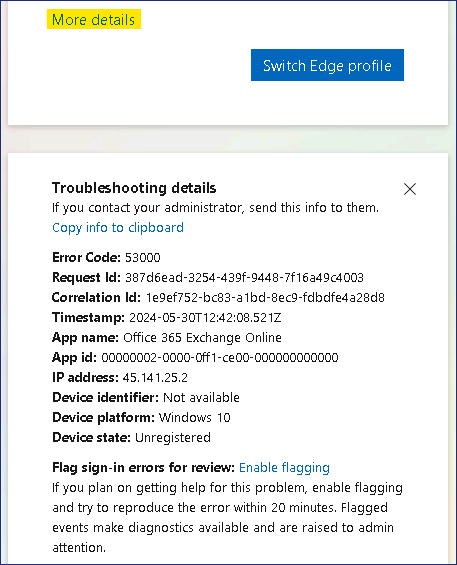 More details
Switch Edge profile
Troubleshooting details
If you contact your administrator, send this info to them.
Copy info to clipboard
Error Code: 53000
Request Id: 387d6ead-3254-439f-9448-7f16a49c4003
Correlation Id: 1e9ef752-bc83-a1bd-8ec9-fdbdfe4a28d8
Timestamp: 2024-05-30T12:42:08.521Z
App name: Office 365 Exchange Online
App id: 00000002-0000-0ff1-ce00-000000000000
IP address: 45.141.25.2
Device identifier: Not available
Device platform: Windows 10
Device state: Unregistered
Flag sign-in errors for review: Enable flagging
If you plan on getting help for this problem, enable flagging
and try to reproduce the error within 20 minutes. Flagged
events make diagnostics available and are raised to admin
attention.